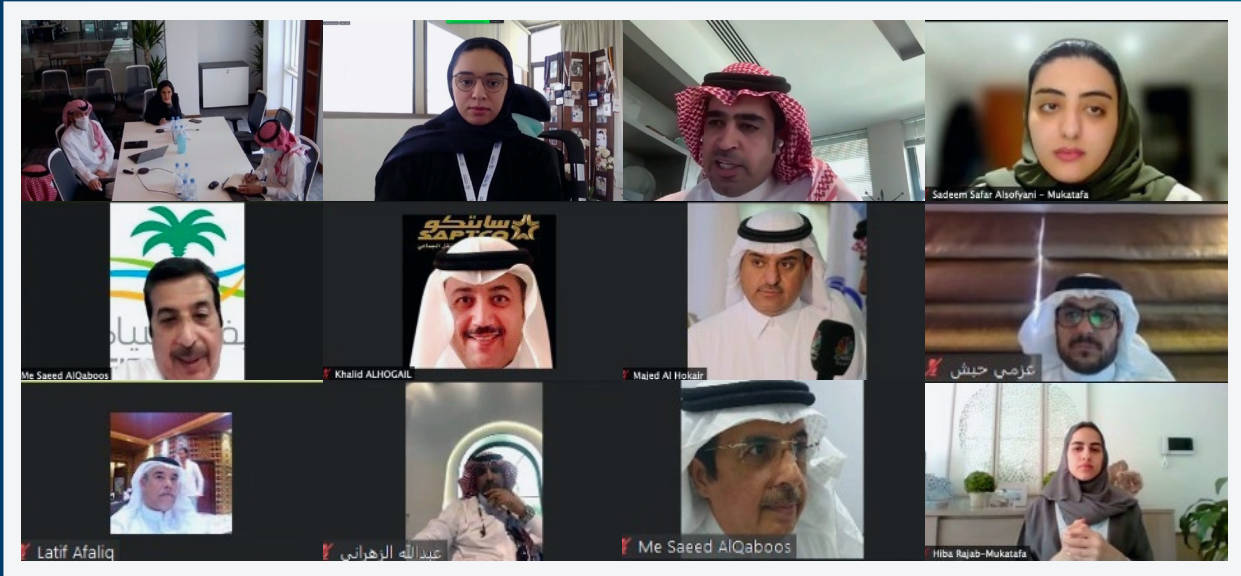 Sadeem Safar Alsofyani - Mukatafa
Me Saeed AlQaboos
سابتكو
SAPTCO
Khalid ALHOGAIL
Majed Al Hokair
عزمي حبش
Latif Afaliq
عبدالله الزهراني
Me Saeed AlQaboos
Hiba Rajab-Mukatafa